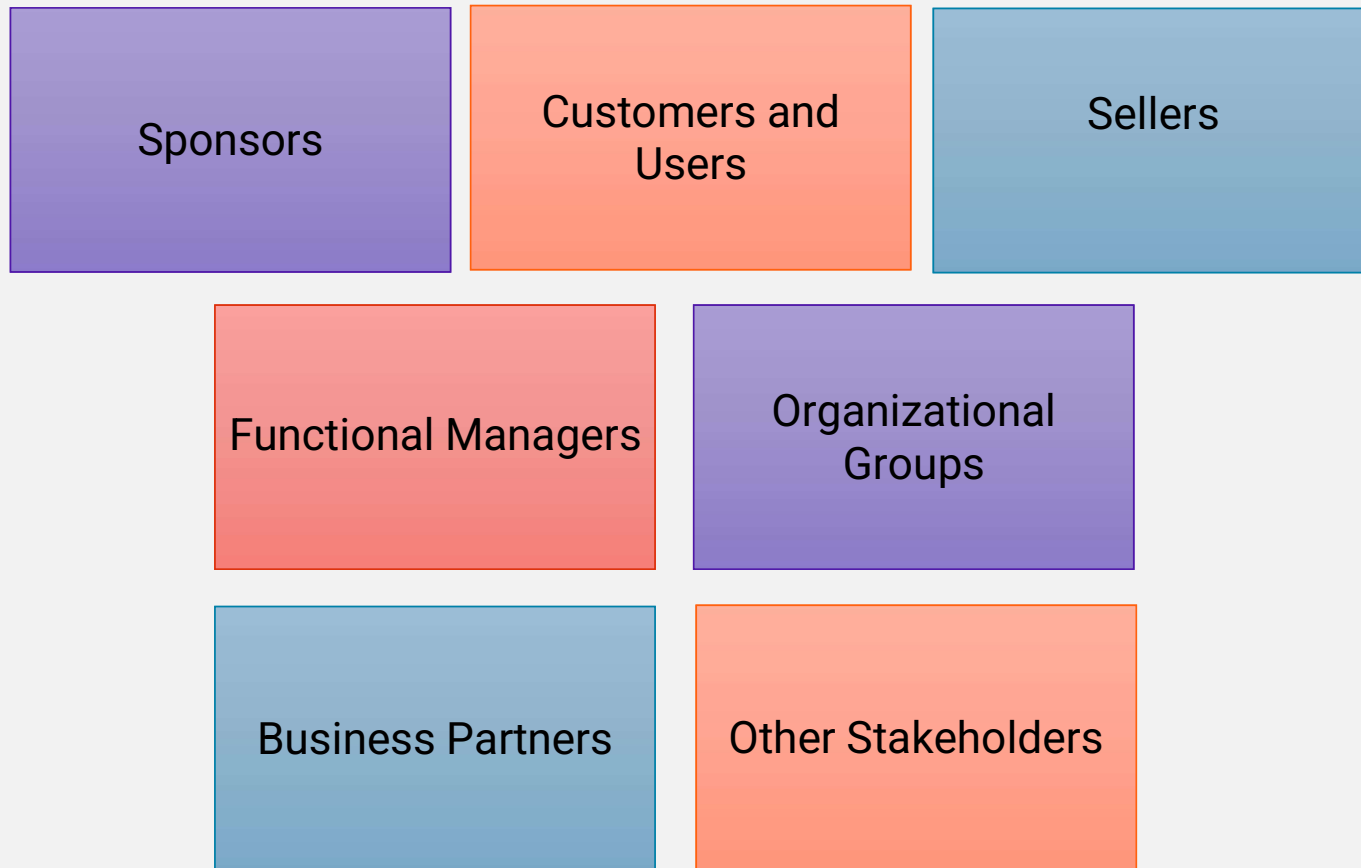 Sponsors
Customers and
Users
Sellers
Functional Managers
Organizational
Groups
Business Partners
Other Stakeholders